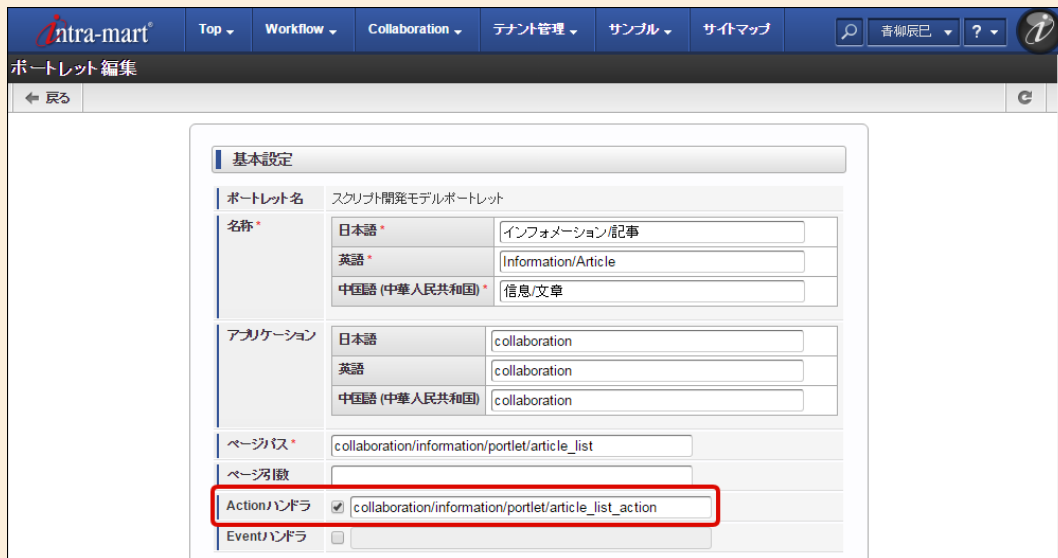 intra-mart® Top Workflow Collaboration テナント管理 サンプル サイトマップ 青柳辰巳 ?
ポートレット編集
戻る
基本設定
ポートレット名 スクリプト開発モデルポートレット
名称* 日本語* インフォメーション/記事
英語* Information/Article
中国語 (中華人民共和国)* 信息/文章
アプリケーション 日本語 collaboration
英語 collaboration
中国語 (中華人民共和国) collaboration
ページパス* collaboration/information/portlet/article_list
ページ引数
Actionハンドラ collaboration/information/portlet/article_list_action
Eventハンドラ